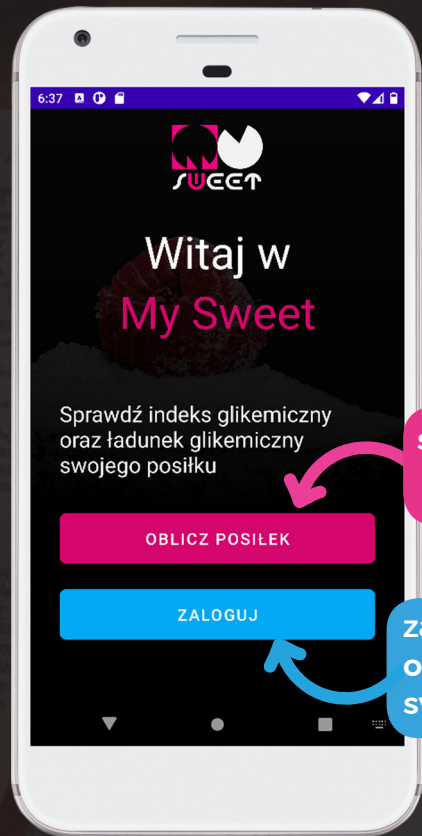 6:37
SWEET
Witaj w
My Sweet
Sprawdź indeks glikemiczny
oraz ładunek glikemiczny
swojego posiłku
OBLICZ POSIŁEK
ZALOGUJ